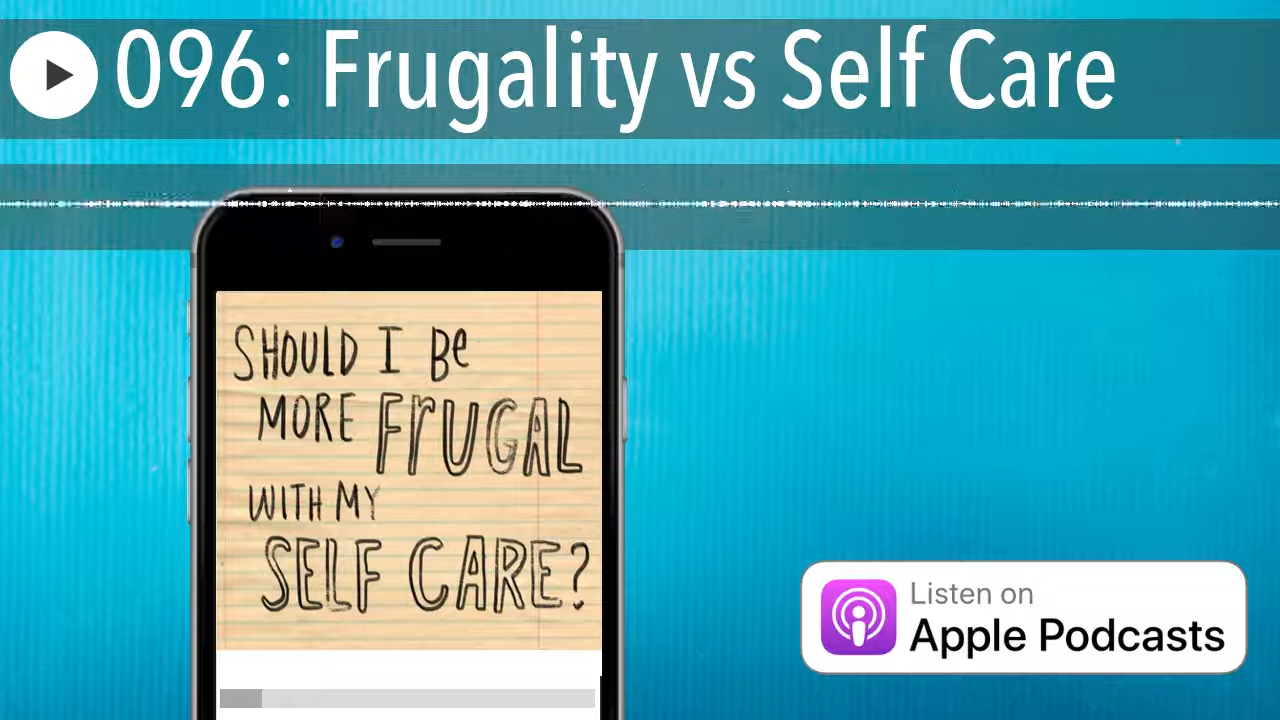 096: Frugality vs Self Care
SHOULD I Be
MORE FrUGAL
WITH MY
SELF CARE?
Listen on
Apple Podcasts